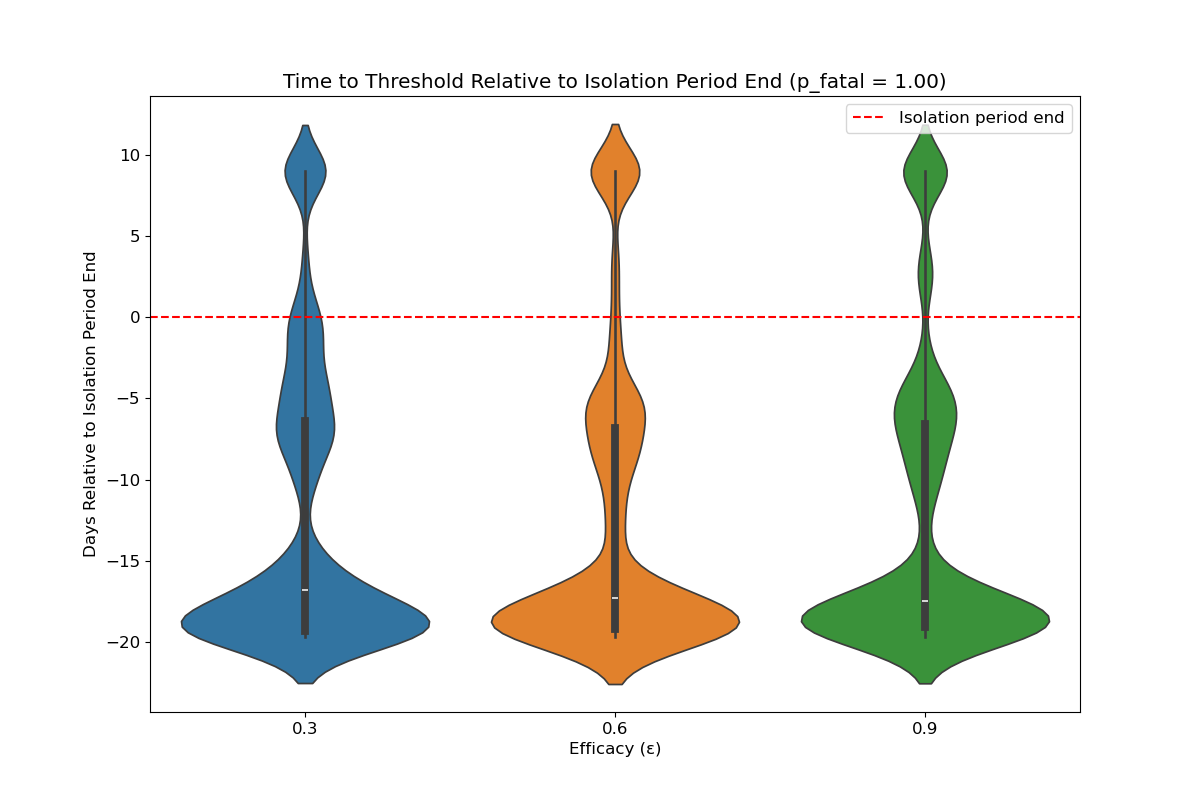 Time to Threshold Relative to Isolation Period End (p_fatal = 1.00)
Isolation period end
Days Relative to Isolation Period End
10
5
0
−5
−10
−15
−20
0.3
0.6
0.9
Efficacy (ε)